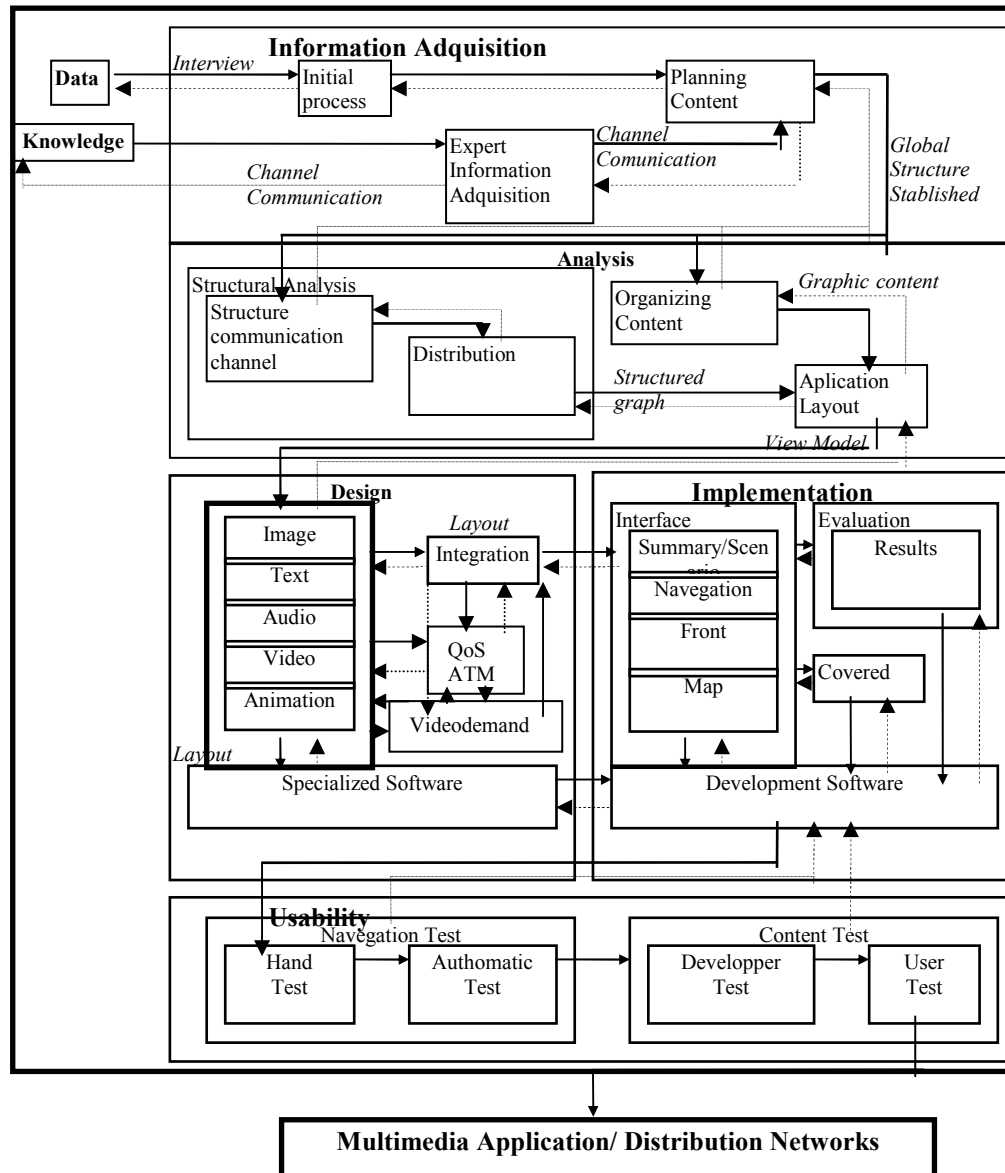 Information Adquisition
Interview
Data
Initial
process
Planning
Content
Knowledge
Expert
Information
Adquisition
Channel
Comunication
Channel
Communication
Global
Structure
Stablished
Analysis
Structural Analysis
Structure
communication
channel
Distribution
Organizing
Content
Graphic content
Structured
graph
Aplication
Layout
View Model
Design
Image
Text
Audio
Video
Animation
Layout
Integration
QoS
ATM
Videodemand
Layout
Specialized Software
Implementation
Interface
Summary/Scen
ario
Navegation
Front
Map
Evaluation
Results
Covered
Development Software
Usability
Navegation Test
Hand
Test
Authomatic
Test
Content Test
Developper
Test
User
Test
Multimedia Application/ Distribution Networks